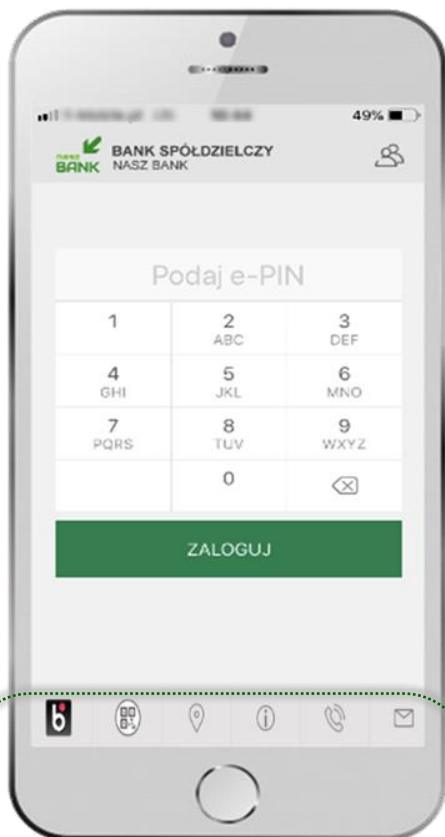 49%
nasz BANK
BANK SPÓŁDZIELCZY
NASZ BANK
Podaj e-PIN
1 2 3
ABC DEF
4 5 6
GHI JKL MNO
7 8 9
PQRS TUV WXYZ
0
ZALOGUJ
b i